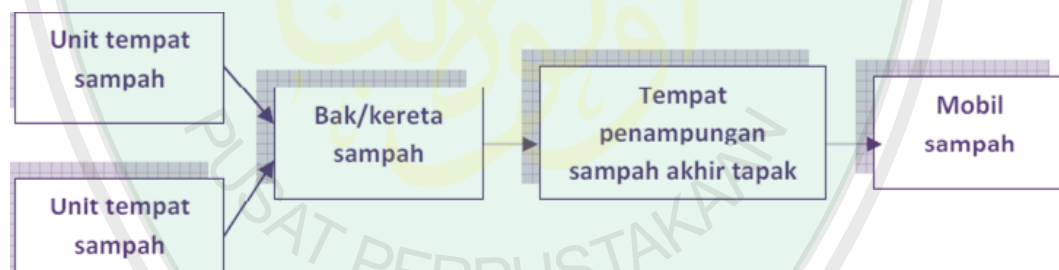 Unit tempat
sampah
Unit tempat
sampah
Bak/kereta
sampah
Tempat
penampungan
sampah akhir tapak
Mobil
sampah
PUSAT PERPUSTAKAAN